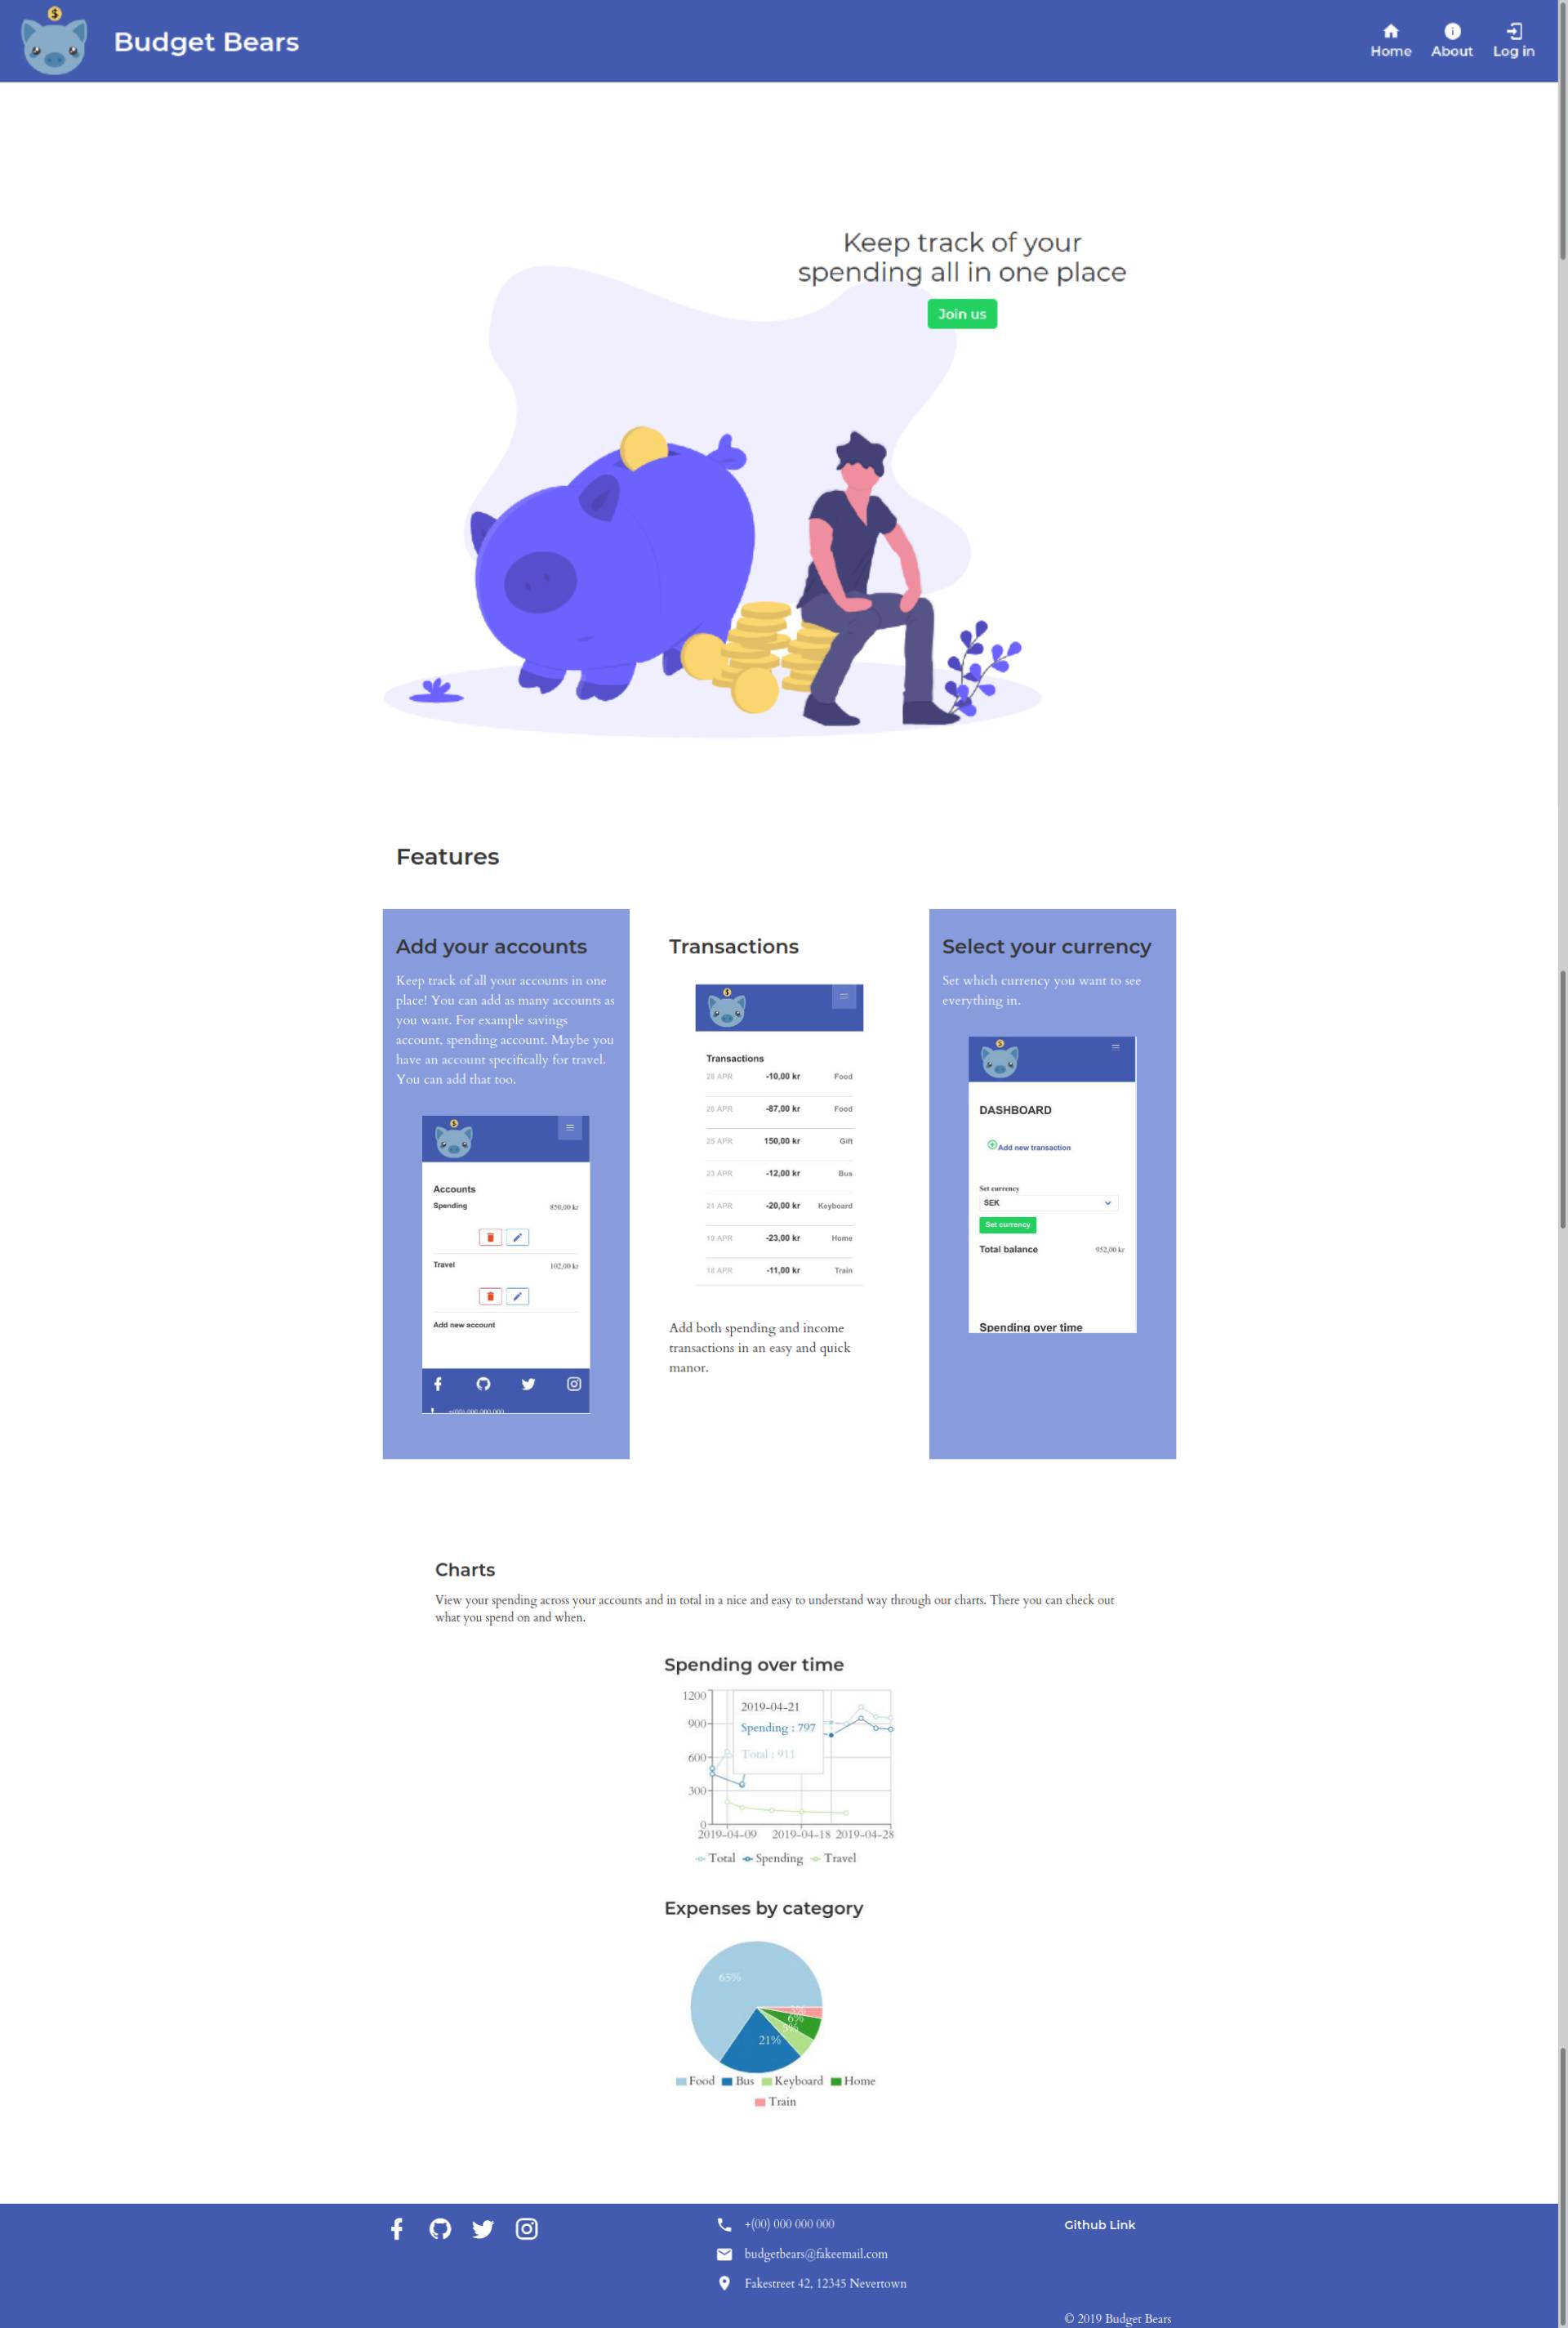 $
Budget Bears
Home
About
Log in
Keep track of your
spending all in one place
Join us
Features
Add your accounts
Keep track of all your accounts in one
place! You can add as many accounts as
you want. For example savings
account, spending account. Maybe you
have an account specifically for travel.
You can add that too.
$
Accounts
Spending 850,00 kr
Travel 102,00 kr
Add new account
+(00) 000 000 000
Transactions
$
Transactions
29 APR -10,00 kr Food
26 APR -87,00 kr Food
25 APR 150,00 kr Gift
23 APR -12,00 kr Bus
21 APR -20,00 kr Keyboard
19 APR -23,00 kr Home
18 APR -11,00 kr Train
Add both spending and income
transactions in an easy and quick
manor.
Select your currency
Set which currency you want to see
everything in.
$
DASHBOARD
Add new transaction
Set currency
SEK
Set currency
Total balance 952,00 kr
Spending over time
Charts
View your spending across your accounts and in total in a nice and easy to understand way through our charts. There you can check out
what you spend on and when.
Spending over time
1200
900
600
300
0
2019-04-21
Spending : 797
Total : 911
2019-04-09 2019-04-18 2019-04-28
Total Spending Travel
Expenses by category
65%
6%
21%
Food Bus Keyboard Home
Train
+(00) 000 000 000
budgetbears@fakeemail.com
Fakestreet 42, 12345 Nevertown
Github Link
© 2019 Budget Bears